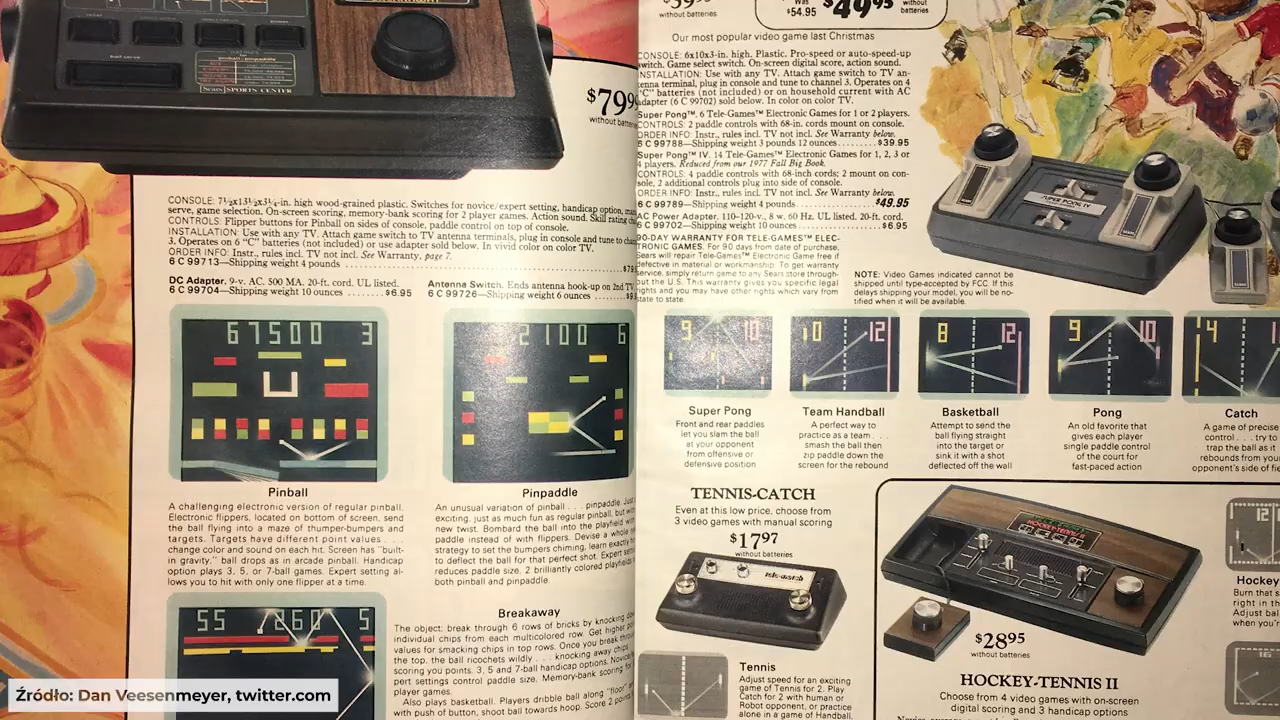 Sears SPORTS CENTER
$79
without
CONSOLE: 7½x13½x3¼-in. high wood-grained plastic. Switches for novice/expert setting, handicap option,
serve, game selection. On-screen scoring, memory-bank scoring for 2 player games. Action sound. Skill rating
CONTROLS: Flipper buttons for Pinball on sides of console, paddle control on top of console.
INSTALLATION: Use with any TV. Attach game switch to TV antenna terminals, plug in console and tune to
3. Operates on 6 "C" batteries (not included) or use adapter sold below. In vivid color on color TV.
ORDER INFO: Instr., rules incl. TV not incl. See Warranty, page 7.
6 C 99713—Shipping weight 4 pounds
DC Adapter. 9-v. AC. 500 MA. 20-ft. cord. UL listed.
6 C 99704—Shipping weight 10 ounces ........$6.95
Antenna Switch. Ends antenna hook-up on 2nd TV
6 C 99726—Shipping weight 6 ounces
67500 3
2100 6
Pinball
A challenging electronic version of regular pinball.
Electronic flippers, located on bottom of screen, send
the ball flying into a maze of thumper-bumpers and
targets. Targets have different point values . . .
change color and sound on each hit. Screen has "built-
in gravity," ball drops as in arcade pinball. Handicap
option plays 3, 5, or 7-ball games. Expert setting al-
lows you to hit with only one flipper at a time.
Pinpaddle
An unusual variation of pinball . . . pinpaddle. Just
exciting, just as much fun as regular pinball, but with
new twist. Bombard the ball into the playfield with
paddle instead of with flippers. Devise a whole
strategy to set the bumpers chiming, learn exactly
to deflect the ball for that perfect shot. Expert setting
reduces paddle size. 2 brilliantly colored playfields
both pinball and pinpaddle.
55 260 5
Breakaway
The object: break through 6 rows of bricks by knocking
individual chips from each multicolored row. Get higher
values for smacking chips in top rows. Once you break through
the top, the ball ricochets wildly . . . knocking away chips
scoring you points. 3, 5 and 7-ball handicap options.
pert settings control paddle size. Memory-bank scoring for
player games.
Also plays basketball. Players dribble ball along "floor"
with push of button, shoot ball towards hoop. Score 2
Źródło: Dan Veesenmeyer, twitter.com
without batteries
Was
$54.95
$49.95
without
batteries
Our most popular video game last Christmas
CONSOLE: 6x10x3-in. high. Plastic. Pro-speed or auto-speed-up
switch. Game select switch. On-screen digital score, action sound.
INSTALLATION: Use with any TV. Attach game switch to TV an-
tenna terminal, plug in console and tune to channel 3. Operates on 4
"C" batteries (not included) or on household current with AC
adapter (6 C 99702) sold below. In color on color TV.
Super Pong™. 6 Tele-Games™ Electronic Games for 1 or 2 players.
CONTROLS: 2 paddle controls with 68-in. cords mount on console.
ORDER INFO: Instr., rules incl. TV not incl. See Warranty below.
6 C 99788—Shipping weight 3 pounds 12 ounces ........$39.95
Super Pong™ IV. 14 Tele-Games™ Electronic Games for 1, 2, 3 or
4 players. Reduced from our 1977 Fall Big Book.
CONTROLS: 4 paddle controls with 68-inch cords; 2 mount on con-
sole, 2 additional controls plug into side of console.
ORDER INFO: Instr., rules incl. TV not incl. See Warranty below.
6 C 99789—Shipping weight 4 pounds ........$49.95
AC Power Adapter. 110-120-v., 8 w. 60 Hz. UL listed. 20-ft. cord.
6 C 99702—Shipping weight 10 ounces ........$6.95
90-DAY WARRANTY FOR TELE-GAMES™ ELEC-
TRONIC GAMES. For 90 days from date of purchase,
Sears will repair Tele-Games™ Electronic Game free if
defective in material or workmanship. To get warranty
service, simply return game to any Sears store through-
out the U.S. This warranty gives you specific legal
rights and you may have other rights which vary from
state to state.
NOTE: Video Games indicated cannot be
shipped until type-accepted by FCC. If this
delays shipping your model, you will be no-
tified when it will be available.
SUPER PONG IV
9 10
10 12
8 12
9 10
4
Super Pong
Front and rear paddles
let you slam the ball
at your opponent
from offensive or
defensive position
Team Handball
A perfect way to
practice as a team . . .
smash the ball then
zip paddle down the
screen for the rebound
Basketball
Attempt to send the
ball flying straight
into the target or
sink it with a shot
deflected off the wall
Pong
An old favorite that
gives each player
single paddle control
of the court for
fast-paced action
Catch
A game of precise
control . . . try to
trap the ball as it
rebounds from your
opponent's side of
TENNIS-CATCH
Even at this low price, choose from
3 video games with manual scoring
$17.97
without batteries
tele-match
Tennis
Adjust speed for an exciting
game of Tennis for 2. Play
Catch for 2 with human or
Robot opponent, or practice
alone in a game of Handball.
HOCKEY-TENNIS II
$28.95
without batteries
HOCKEY-TENNIS II
Choose from 4 video games with on-screen
digital scoring and 3 handicap options
12
Hockey
Burn that
right in
Adjust
when you're
16